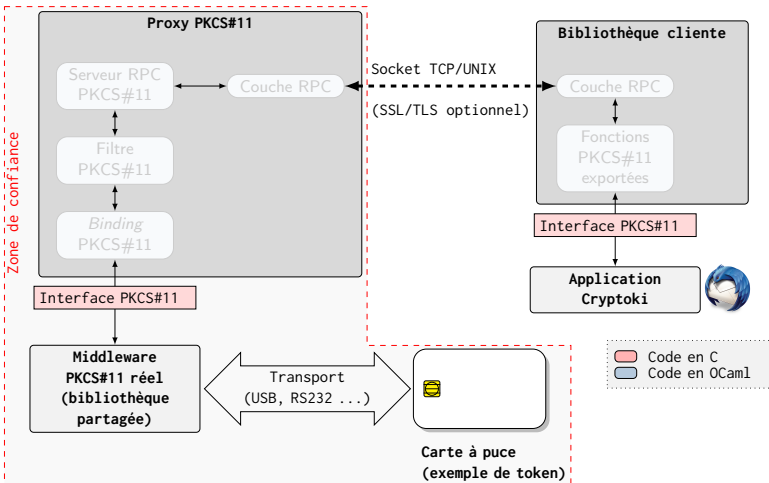 Proxy PKCS#11
Bibliothèque cliente
Serveur RPC
PKCS#11
Couche RPC
Socket TCP/UNIX
(SSL/TLS optionnel)
Couche RPC
Filtre
PKCS#11
Fonctions
PKCS#11
exportées
Zone de confiance
Binding
PKCS#11
Interface PKCS#11
Interface PKCS#11
Application
Cryptoki
Middleware
PKCS#11 réel
(bibliothèque
partagée)
Transport
(USB, RS232 ...)
Code en C
Code en OCaml
Carte à puce
(exemple de token)